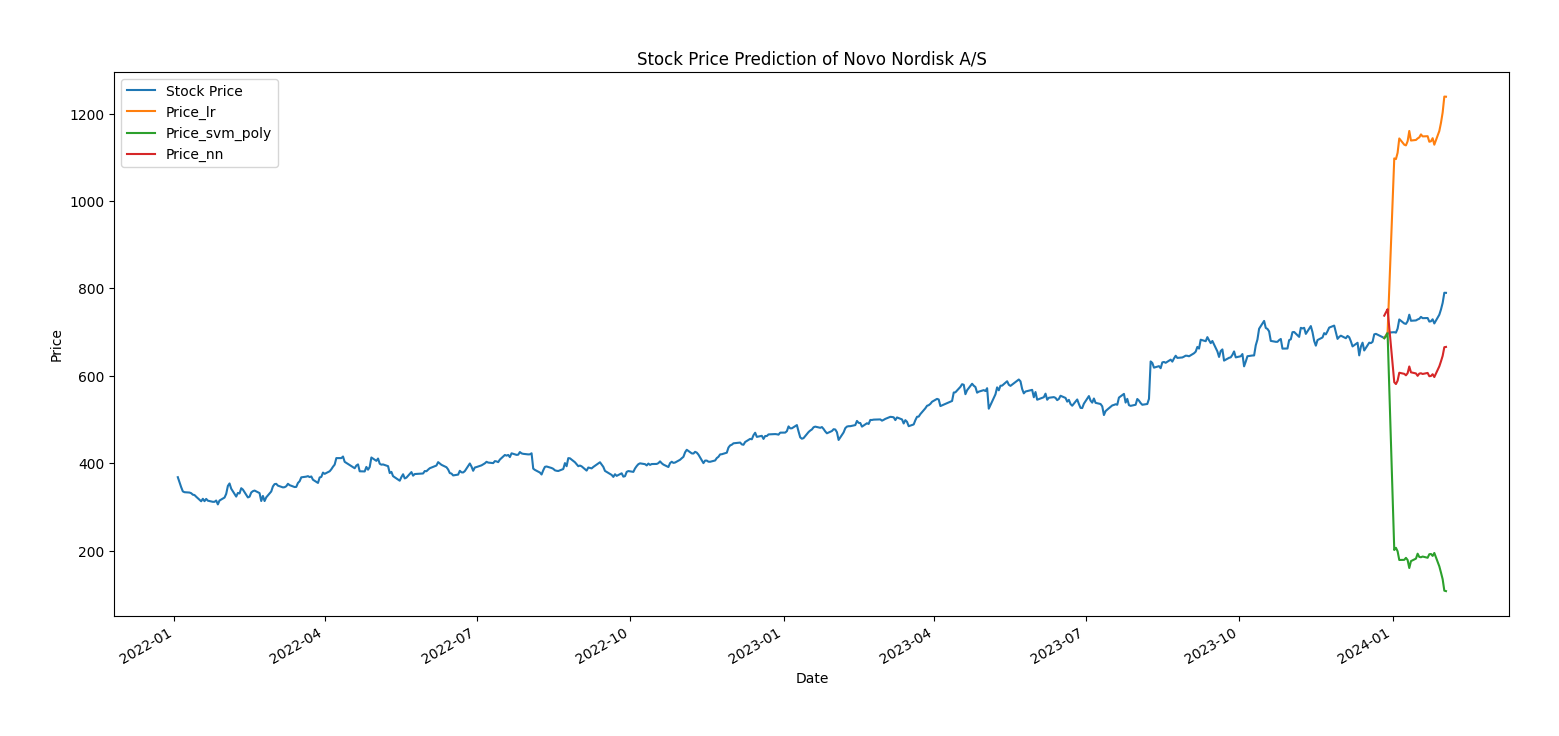 Stock Price Prediction of Novo Nordisk A/S
Stock Price
Price_lr
Price_svm_poly
Price_nn
Price
1200
1000
800
600
400
200
2022-01
2022-04
2022-07
2022-10
2023-01
2023-04
2023-07
2023-10
2024-01
Date